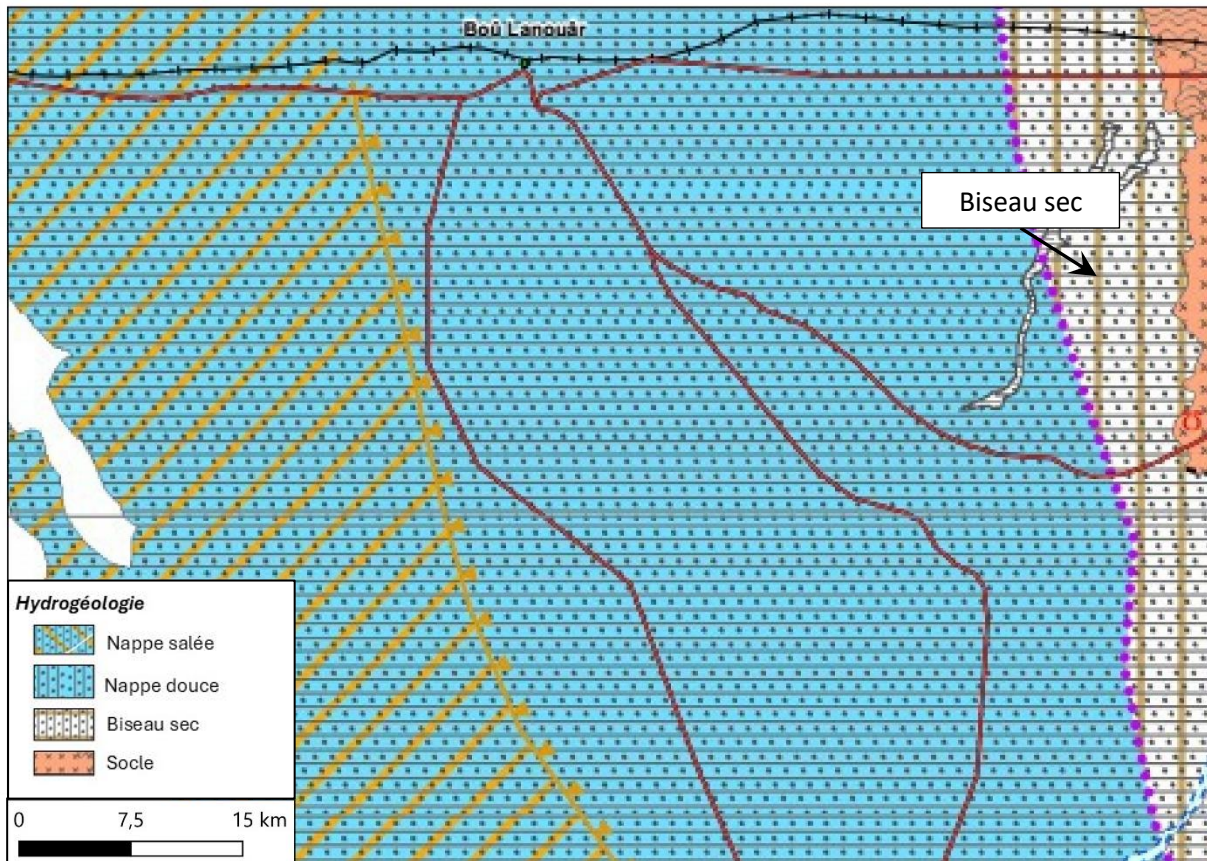 Boû Lanouâr
Biseau sec
Hydrogéologie
Nappe salée
Nappe douce
Biseau sec
Socle
0 7,5 15 km